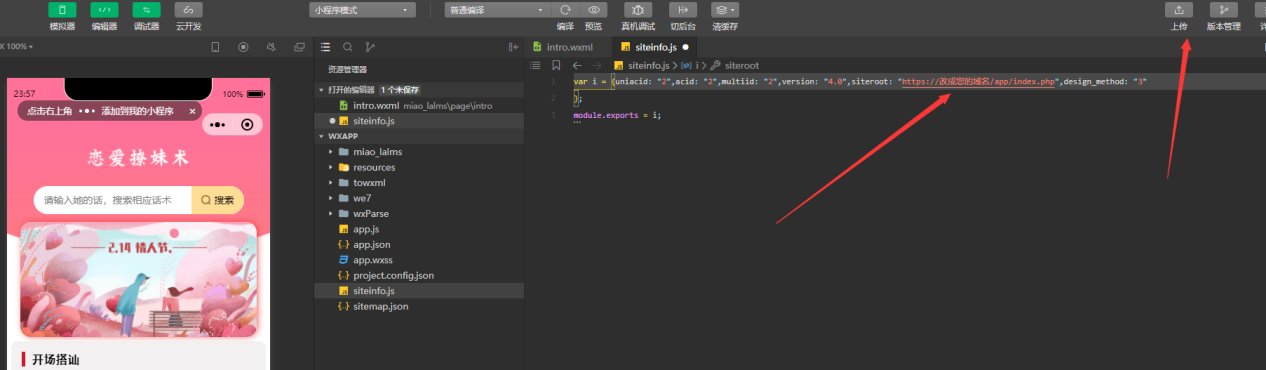 模拟器 编辑器 调试器 云开发 小程序模式 普通编译 编译 预览 真机调试 切后台 清缓存 上传 版本管理
X 100%
intro.wxml siteinfo.js
资源管理器
siteinfo.js > i > siteroot
打开的编辑器 1 个未保存
intro.wxml miao_lalms\page\intro
siteinfo.js
WXAPP
miao_lalms
resources
towxml
we7
wxParse
app.js
app.json
app.wxss
project.config.json
siteinfo.js
sitemap.json
1 var i = {uniacid: "2",acid: "2",multiid: "2",version: "4.0",siteroot: "https://改成您的域名/app/index.php",design_method: "3"
2 };
3 module.exports = i;
23:57 100%
点击右上角 ••• 添加到我的小程序 ×
恋爱撩妹术
请输入她的话，搜索相应话术 搜索
2.14 情人节.
开场搭讪